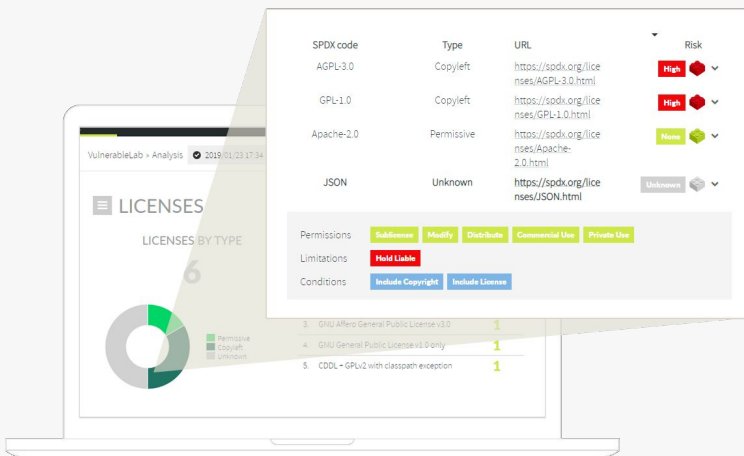 SPDX code Type URL Risk
AGPL-3.0 Copyleft https://spdx.org/lice High
nses/AGPL-3.0.html
GPL-1.0 Copyleft https://spdx.org/lice High
nses/GPL-1.0.html
Apache-2.0 Permissive https://spdx.org/lice None
nses/Apache-
2.0.html
JSON Unknown https://spdx.org/lice Unknown
nses/JSON.html
Permissions Sublicense Modify Distribute Commercial Use Private Use
Limitations Hold Liable
Conditions Include Copyright Include License
VulnerableLab » Analysis 2019/01/23 17:34
LICENSES
LICENSES BY TYPE
6
Permissive
Copyleft
Unknown
3. GNU Affero General Public License v3.0 1
4. GNU General Public License v1.0 only 1
5. CDDL + GPLv2 with classpath exception 1